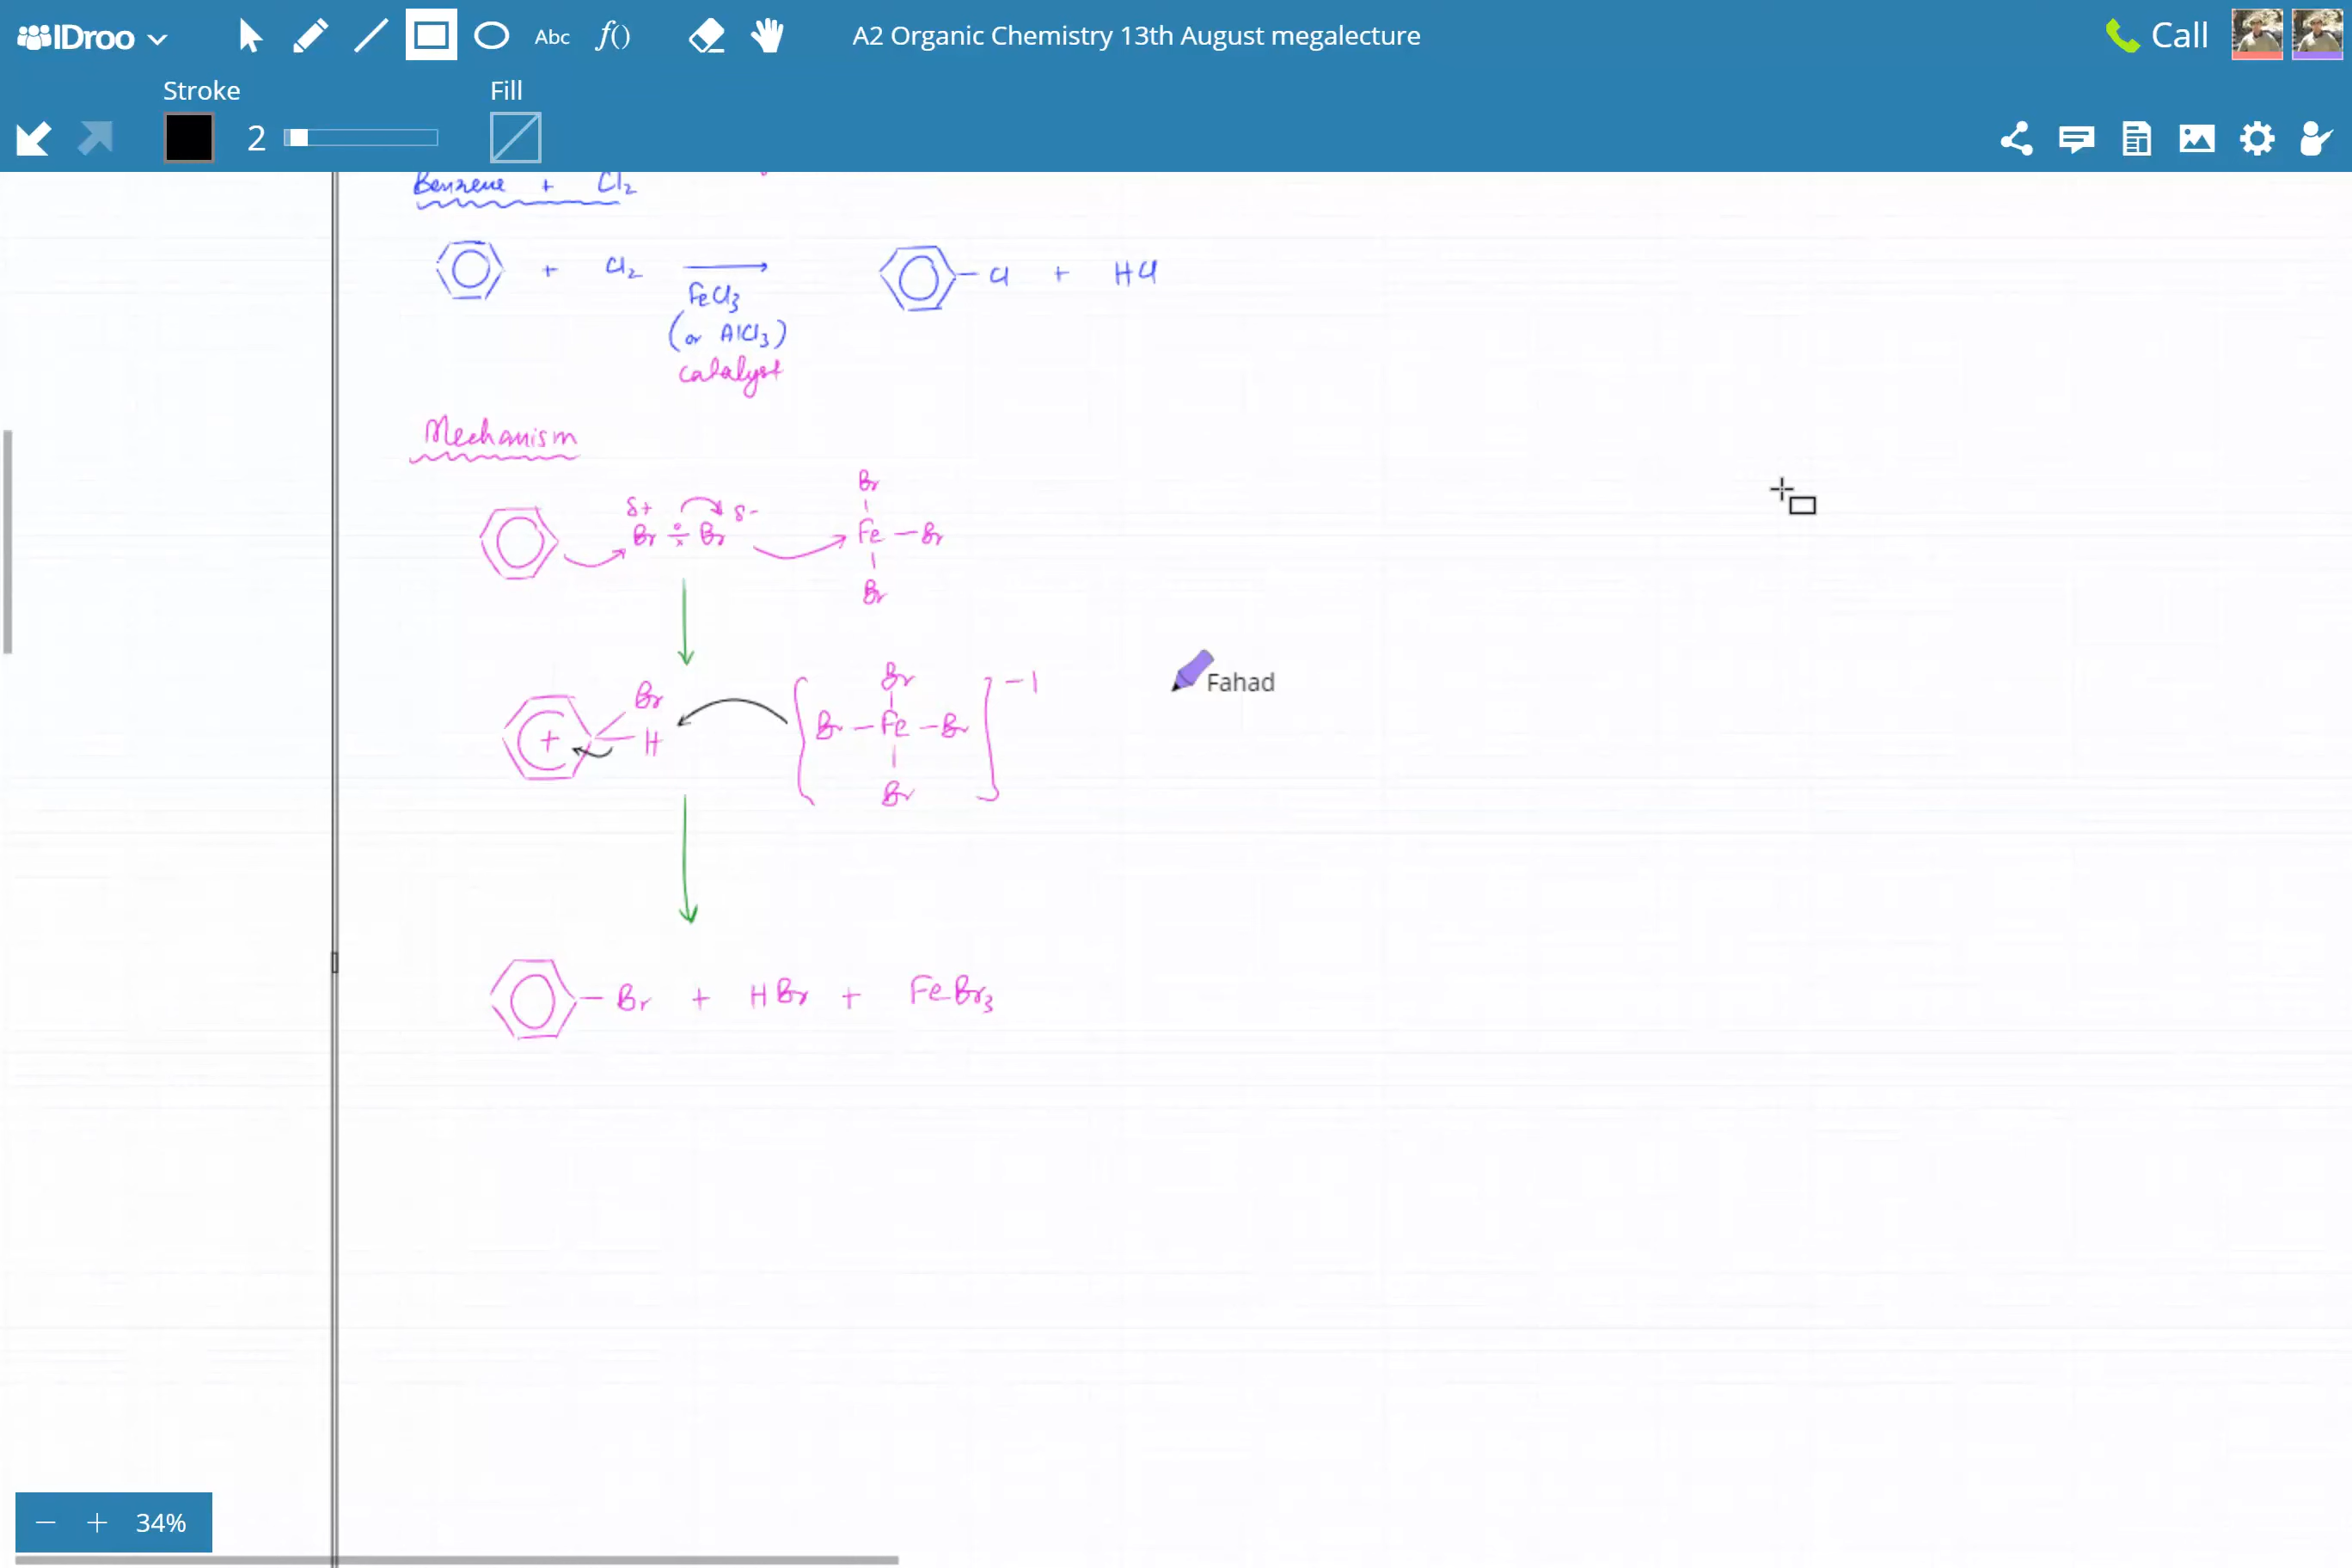 IDroo Abc f() A2 Organic Chemistry 13th August megalecture Call
Stroke Fill
2
Benzene + Cl2
+ Cl2 → -Cl + HCl
FeCl3
(or AlCl3)
catalyst
Mechanism
Br
δ+ δ-
Br Br Fe - Br
Br
Br Br -1
+ H Br - Fe - Br
Br
Fahad
- Br + HBr + FeBr3
− + 34%